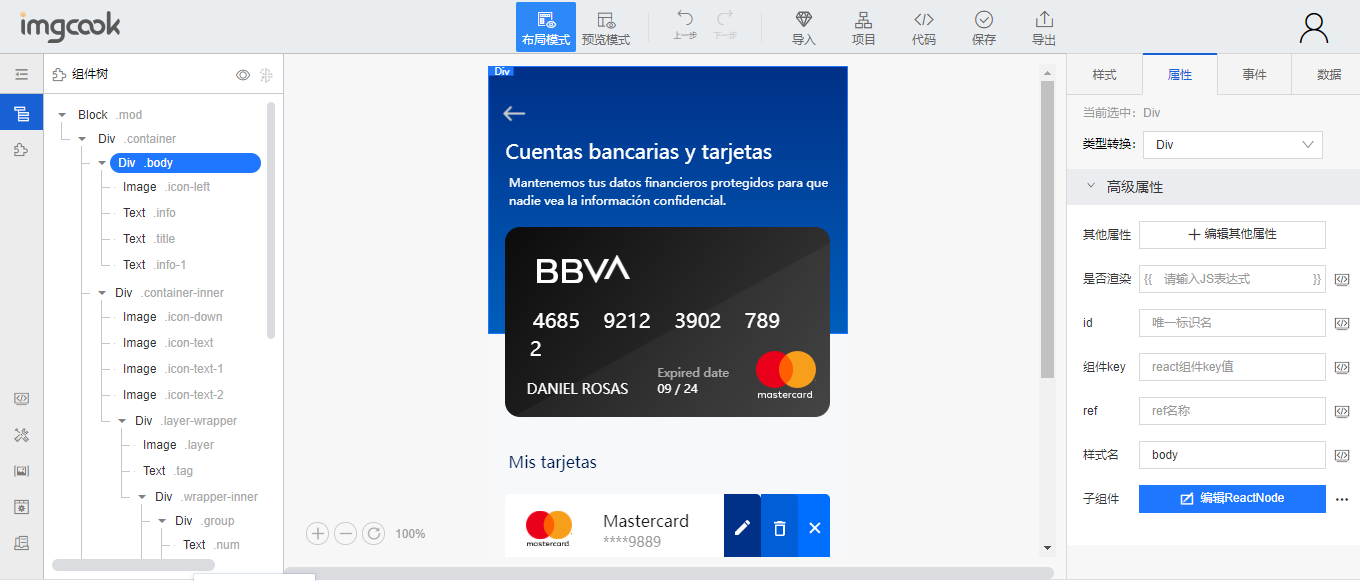 imgcook
布局模式
预览模式
上一步
下一步
导入
项目
代码
保存
导出
组件树
Block .mod
Div .container
Div .body
Image .icon-left
Text .info
Text .title
Text .info-1
Div .container-inner
Image .icon-down
Image .icon-text
Image .icon-text-1
Image .icon-text-2
Div .layer-wrapper
Image .layer
Text .tag
Div .wrapper-inner
Div .group
Text .num
Div
Cuentas bancarias y tarjetas
Mantenemos tus datos financieros protegidos para que
nadie vea la información confidencial.
BBVA
4685 9212 3902 789
2
Expired date
DANIEL ROSAS
09 / 24
mastercard.
Mis tarjetas
Mastercard
****9889
mastercard.
100%
样式
属性
事件
数据
当前选中: Div
类型转换: Div
高级属性
其他属性 编辑其他属性
是否渲染 {{ 请输入JS表达式 }}
id 唯一标识名
组件key react组件key值
ref ref名称
样式名 body
子组件 编辑ReactNode